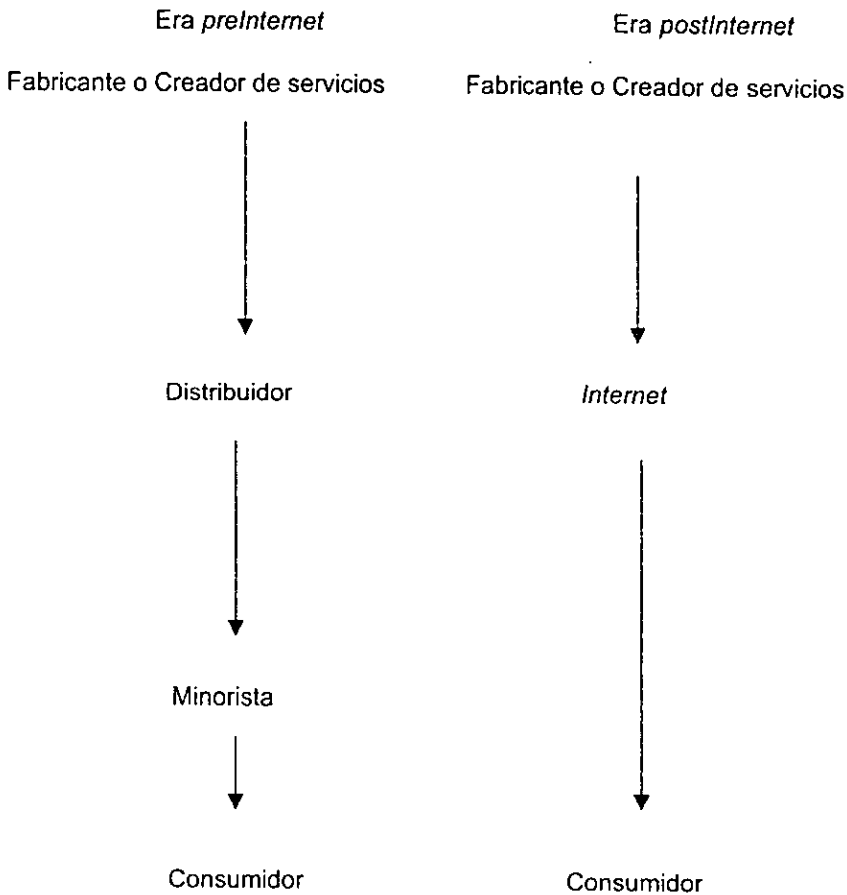 Era preInternet
Fabricante o Creador de servicios
Distribuidor
Minorista
Consumidor
Era postInternet
Fabricante o Creador de servicios
Internet
Consumidor